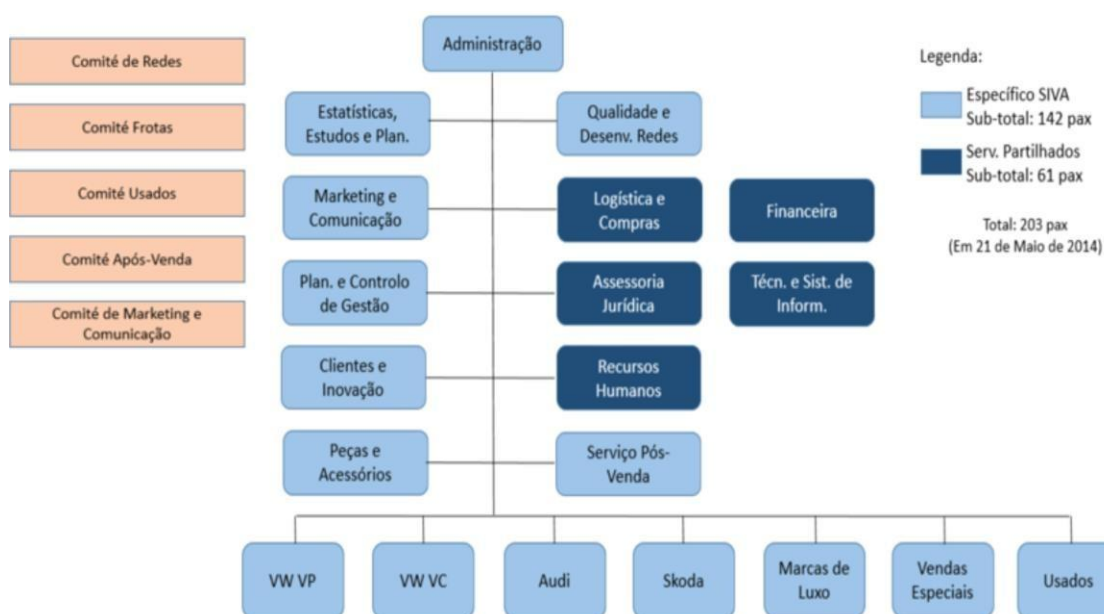 Administração
Comité de Redes
Comité Frotas
Comité Usados
Comité Após-Venda
Comité de Marketing e
Comunicação
Estatísticas,
Estudos e Plan.
Qualidade e
Desenv. Redes
Marketing e
Comunicação
Logística e
Compras
Financeira
Plan. e Controlo
de Gestão
Assessoria
Jurídica
Técn. e Sist. de
Inform.
Clientes e
Inovação
Recursos
Humanos
Peças e
Acessórios
Serviço Pós-
Venda
VW VP
VW VC
Audi
Skoda
Marcas de
Luxo
Vendas
Especiais
Usados
Legenda:
Específico SIVA
Sub-total: 142 pax
Serv. Partilhados
Sub-total: 61 pax
Total: 203 pax
(Em 21 de Maio de 2014)